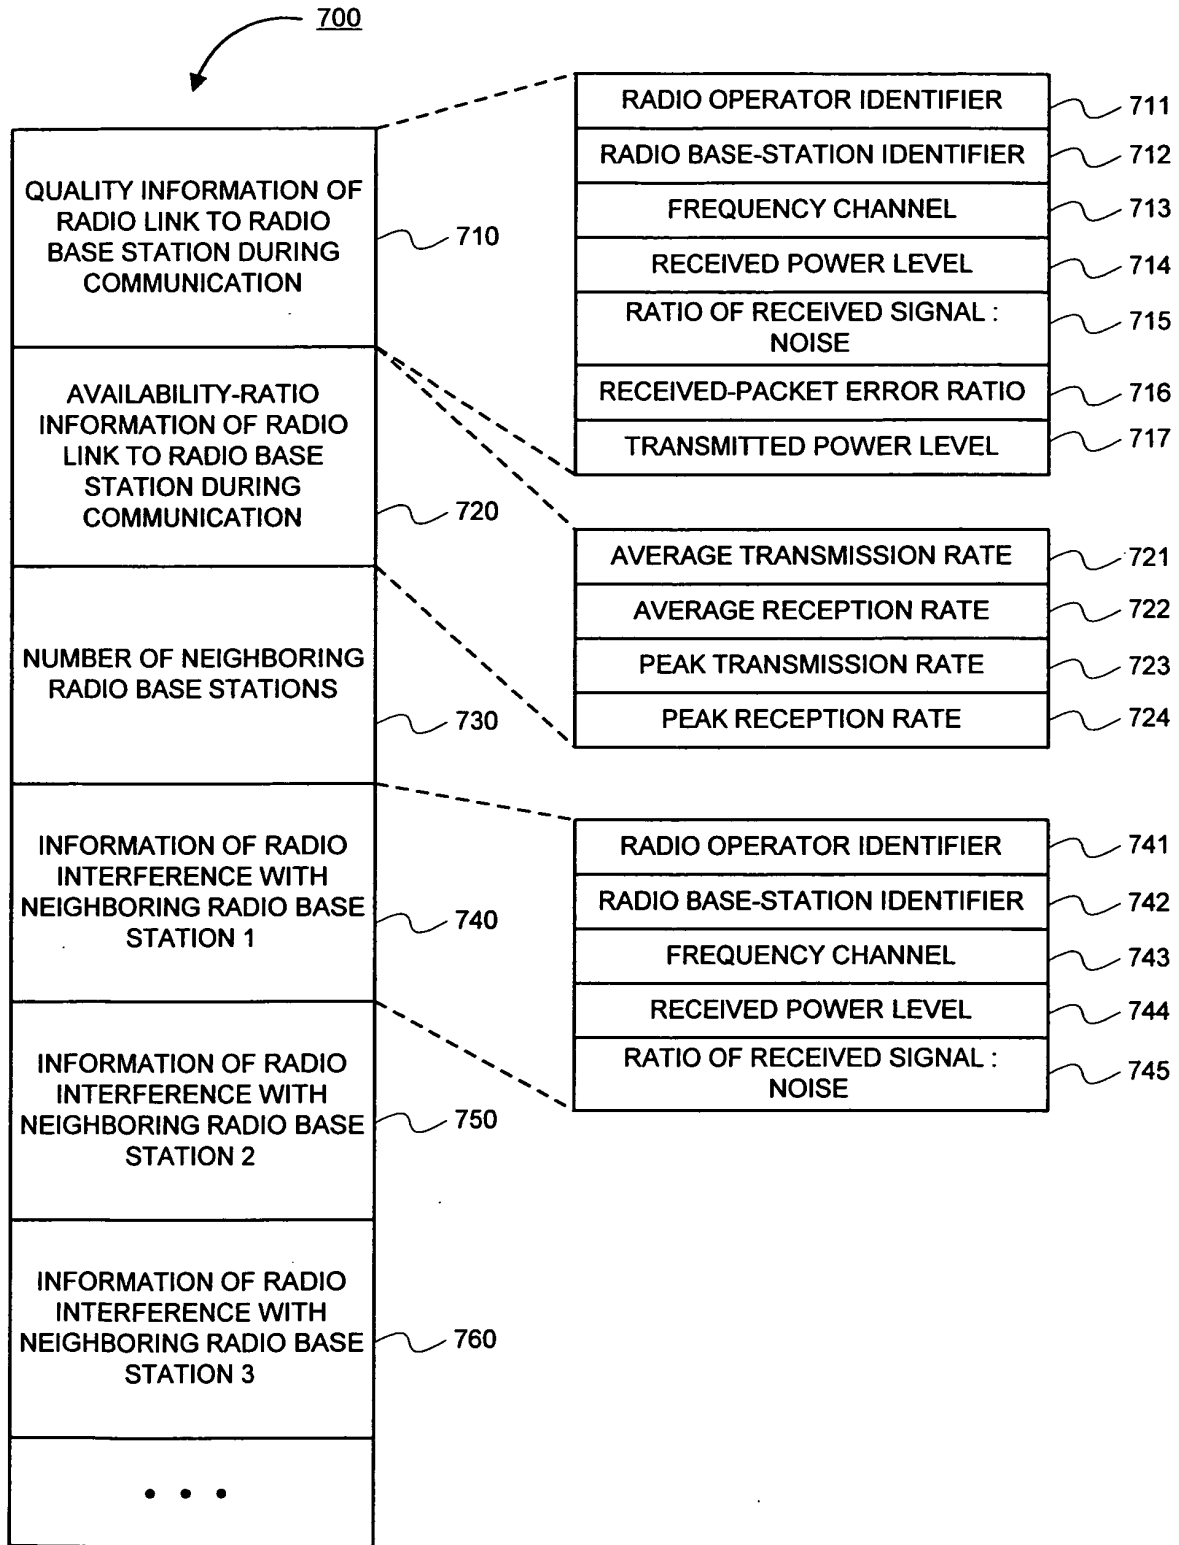 700
QUALITY INFORMATION OF
RADIO LINK TO RADIO
BASE STATION DURING
COMMUNICATION
710
AVAILABILITY-RATIO
INFORMATION OF RADIO
LINK TO RADIO BASE
STATION DURING
COMMUNICATION
720
NUMBER OF NEIGHBORING
RADIO BASE STATIONS
730
INFORMATION OF RADIO
INTERFERENCE WITH
NEIGHBORING RADIO BASE
STATION 1
740
INFORMATION OF RADIO
INTERFERENCE WITH
NEIGHBORING RADIO BASE
STATION 2
750
INFORMATION OF RADIO
INTERFERENCE WITH
NEIGHBORING RADIO BASE
STATION 3
760
• • •
RADIO OPERATOR IDENTIFIER
711
RADIO BASE-STATION IDENTIFIER
712
FREQUENCY CHANNEL
713
RECEIVED POWER LEVEL
714
RATIO OF RECEIVED SIGNAL :
NOISE
715
RECEIVED-PACKET ERROR RATIO
716
TRANSMITTED POWER LEVEL
717
AVERAGE TRANSMISSION RATE
721
AVERAGE RECEPTION RATE
722
PEAK TRANSMISSION RATE
723
PEAK RECEPTION RATE
724
RADIO OPERATOR IDENTIFIER
741
RADIO BASE-STATION IDENTIFIER
742
FREQUENCY CHANNEL
743
RECEIVED POWER LEVEL
744
RATIO OF RECEIVED SIGNAL :
NOISE
745